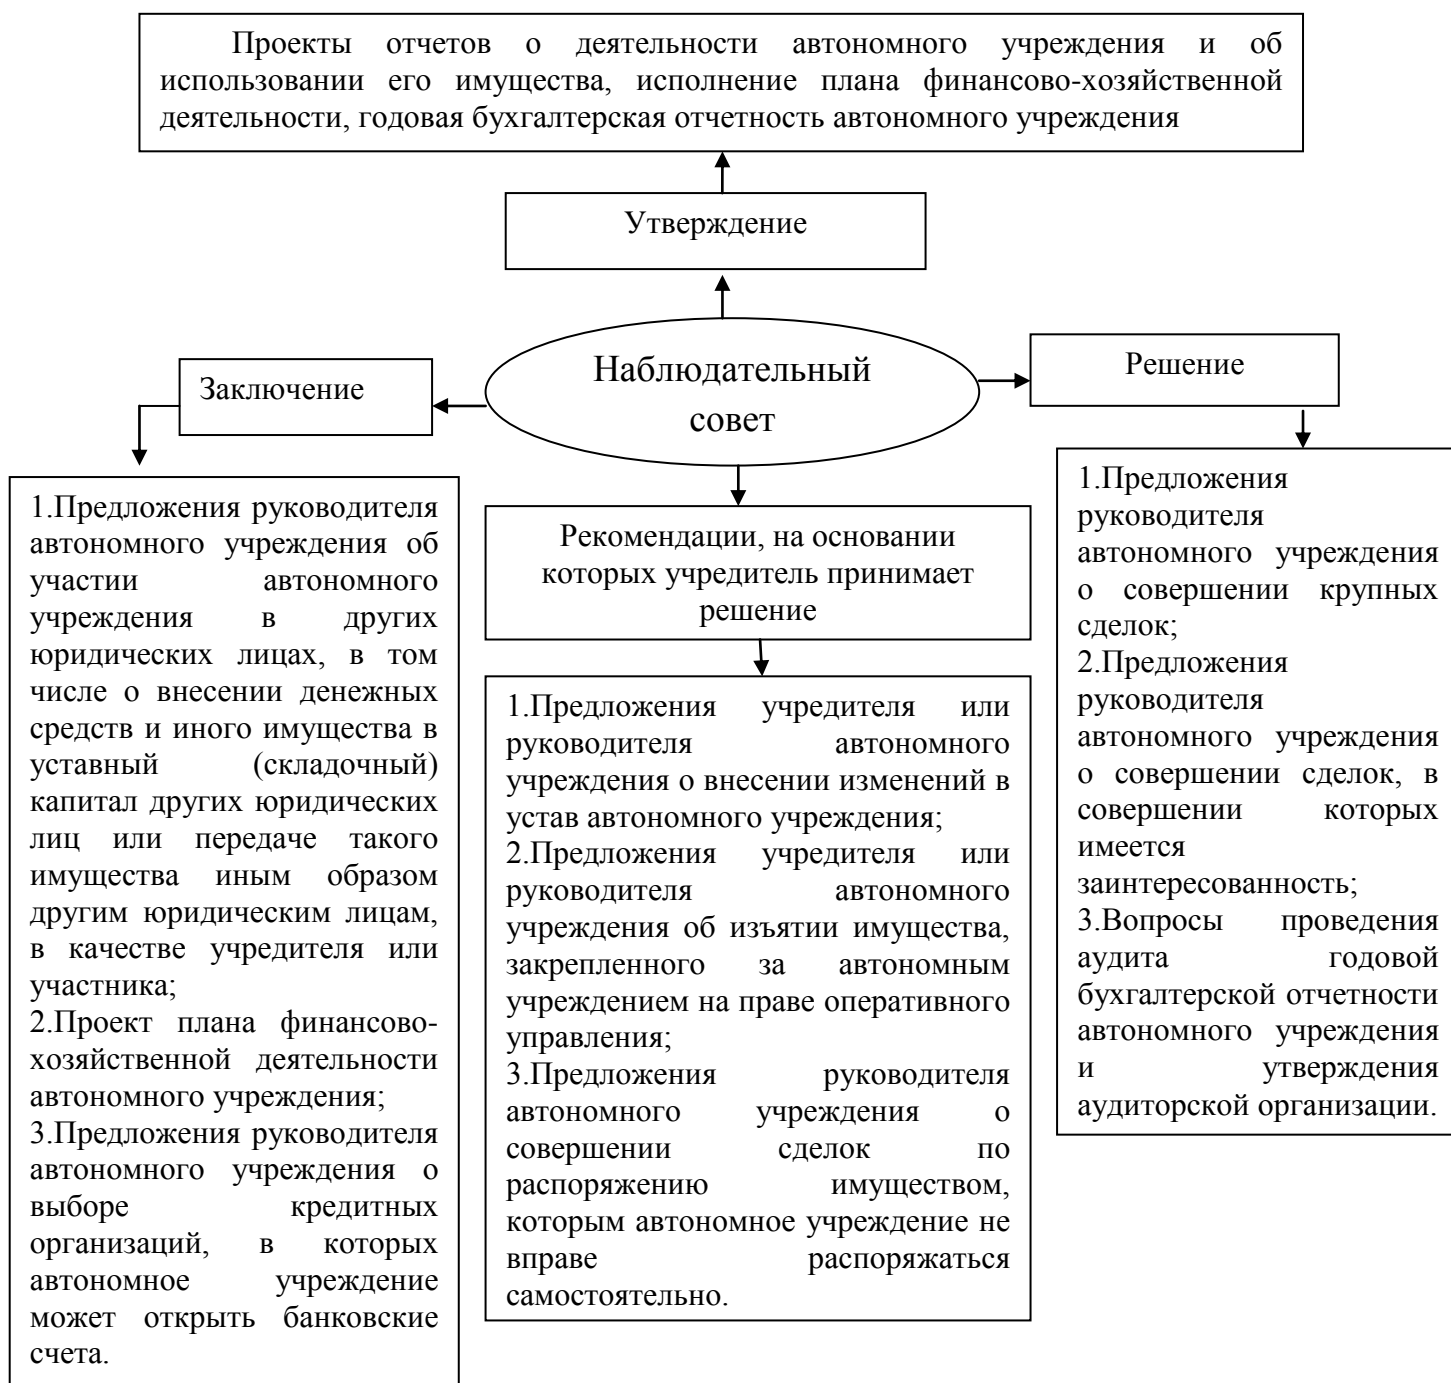 Проекты отчетов о деятельности автономного учреждения и об
использовании его имущества, исполнение плана финансово-хозяйственной
деятельности, годовая бухгалтерская отчетность автономного учреждения
Утверждение
Наблюдательный
совет
Заключение
Решение
1.Предложения руководителя
автономного учреждения об
участии автономного
учреждения в других
юридических лицах, в том
числе о внесении денежных
средств и иного имущества в
уставный (складочный)
капитал других юридических
лиц или передаче такого
имущества иным образом
другим юридическим лицам,
в качестве учредителя или
участника;
2.Проект плана финансово-
хозяйственной деятельности
автономного учреждения;
3.Предложения руководителя
автономного учреждения о
выборе кредитных
организаций, в которых
автономное учреждение
может открыть банковские
счета.
Рекомендации, на основании
которых учредитель принимает
решение
1.Предложения учредителя или
руководителя автономного
учреждения о внесении изменений в
устав автономного учреждения;
2.Предложения учредителя или
руководителя автономного
учреждения об изъятии имущества,
закрепленного за автономным
учреждением на праве оперативного
управления;
3.Предложения руководителя
автономного учреждения о
совершении сделок по
распоряжению имуществом,
которым автономное учреждение не
вправе распоряжаться
самостоятельно.
1.Предложения
руководителя
автономного учреждения
о совершении крупных
сделок;
2.Предложения
руководителя
автономного учреждения
о совершении сделок, в
совершении которых
имеется
заинтересованность;
3.Вопросы проведения
аудита годовой
бухгалтерской отчетности
автономного учреждения
и утверждения
аудиторской организации.